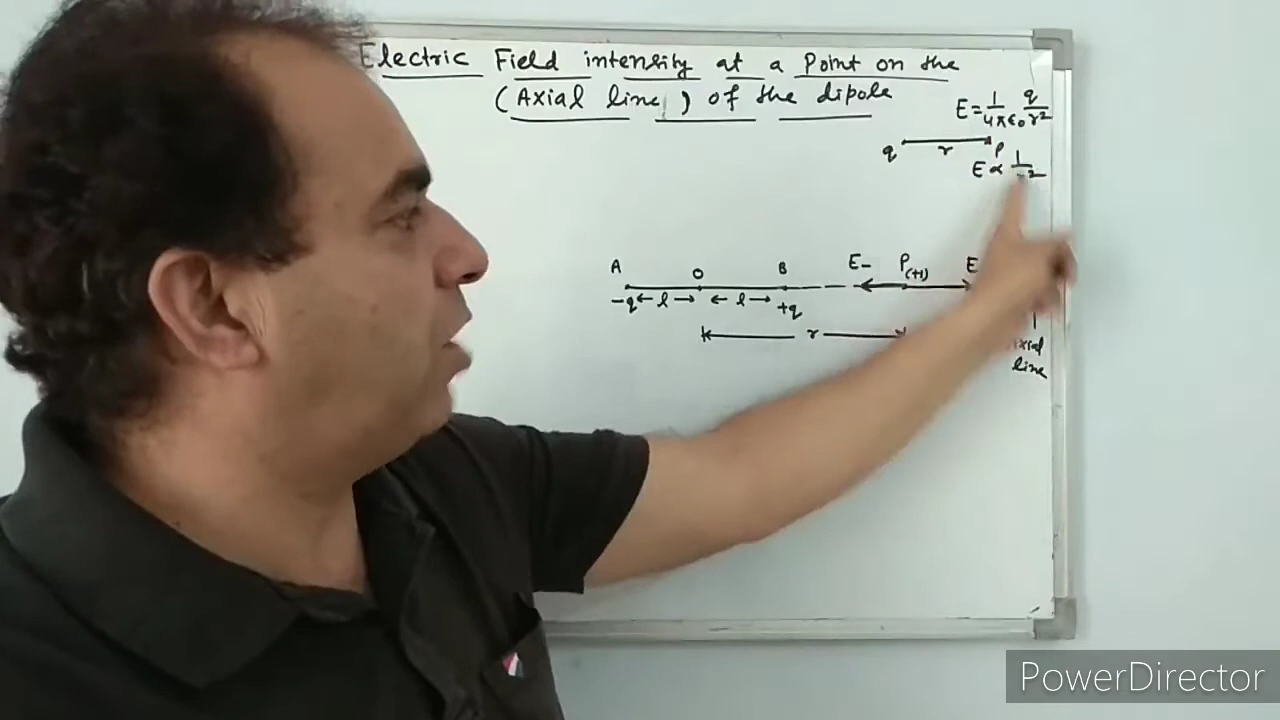 Electric Field intensity at a Point on the
(Axial line) of the dipole
E = 1/4πε₀ q/r²
q r P
E ∝ 1/r²
A O B E- P(+1) E
-q ← l → ← l → +q
r
axial
line
PowerDirector